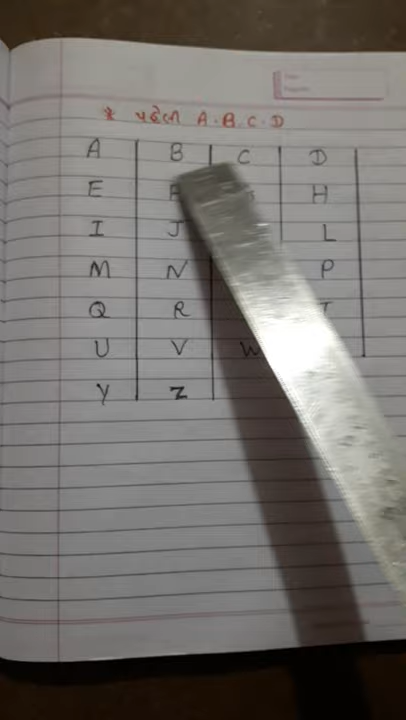 * પહેલી A.B.C.D
A B C D
E H
I J L
M N P
Q R T
U V W
Y Z